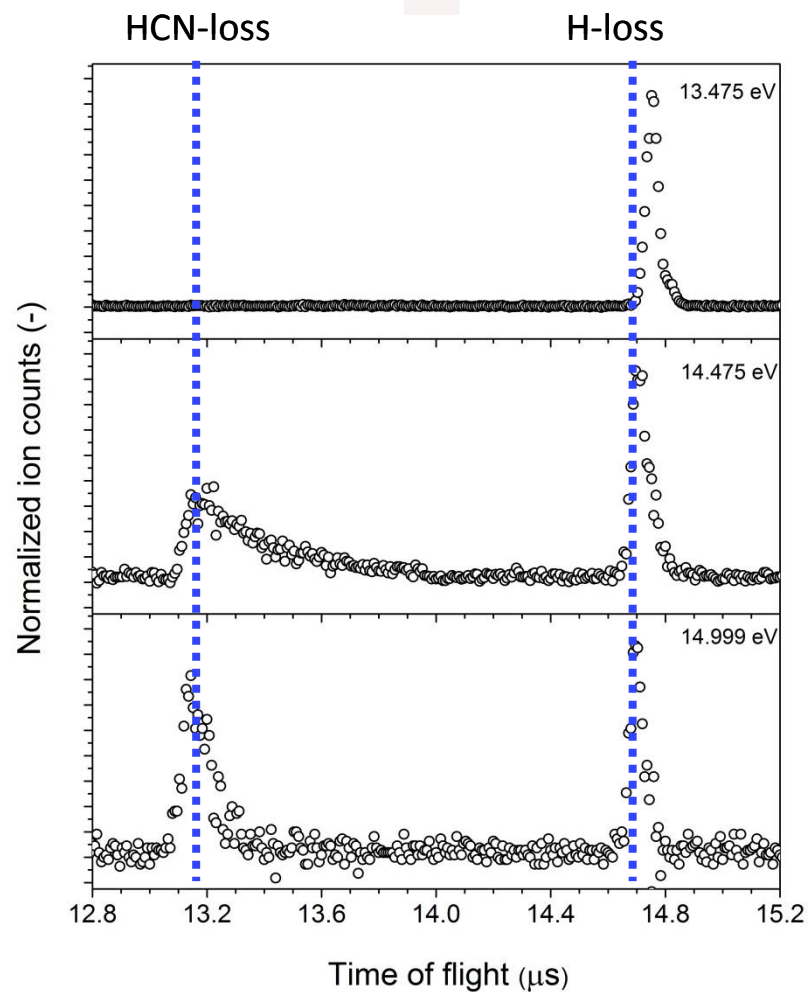 HCN-loss H-loss
13.475 eV
14.475 eV
14.999 eV
Normalized ion counts (-)
12.8 13.2 13.6 14.0 14.4 14.8 15.2
Time of flight (μs)